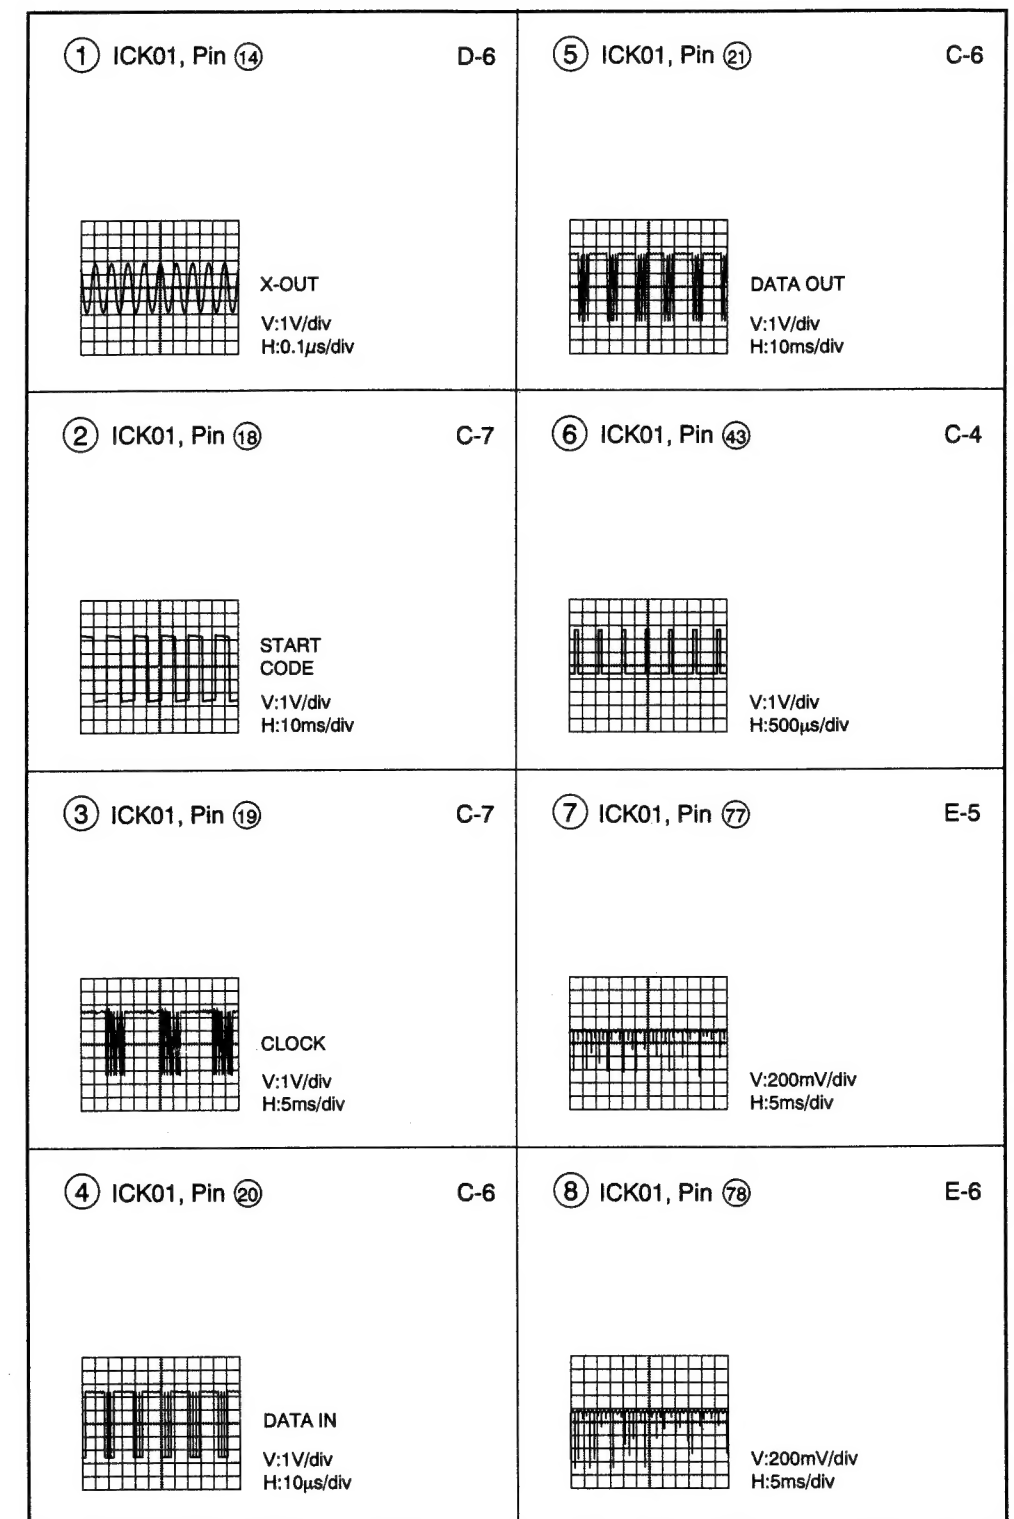 ① ICK01, Pin ⑭ D-6
X-OUT
V:1V/div
H:0.1µs/div
② ICK01, Pin ⑱ C-7
START
CODE
V:1V/div
H:10ms/div
③ ICK01, Pin ⑲ C-7
CLOCK
V:1V/div
H:5ms/div
④ ICK01, Pin ⑳ C-6
DATA IN
V:1V/div
H:10µs/div
⑤ ICK01, Pin ㉑ C-6
DATA OUT
V:1V/div
H:10ms/div
⑥ ICK01, Pin ㊸ C-4
V:1V/div
H:500µs/div
⑦ ICK01, Pin 77 E-5
V:200mV/div
H:5ms/div
⑧ ICK01, Pin 78 E-6
V:200mV/div
H:5ms/div